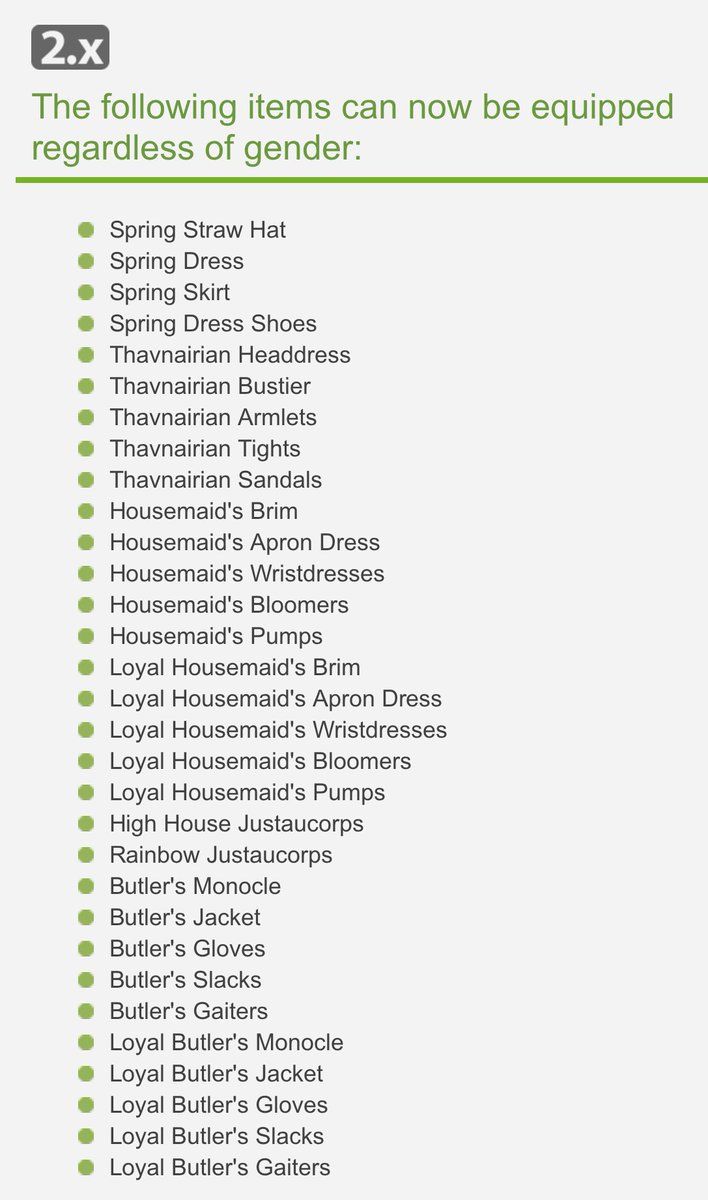 2.x
The following items can now be equipped
regardless of gender:
Spring Straw Hat
Spring Dress
Spring Skirt
Spring Dress Shoes
Thavnairian Headdress
Thavnairian Bustier
Thavnairian Armlets
Thavnairian Tights
Thavnairian Sandals
Housemaid's Brim
Housemaid's Apron Dress
Housemaid's Wristdresses
Housemaid's Bloomers
Housemaid's Pumps
Loyal Housemaid's Brim
Loyal Housemaid's Apron Dress
Loyal Housemaid's Wristdresses
Loyal Housemaid's Bloomers
Loyal Housemaid's Pumps
High House Justaucorps
Rainbow Justaucorps
Butler's Monocle
Butler's Jacket
Butler's Gloves
Butler's Slacks
Butler's Gaiters
Loyal Butler's Monocle
Loyal Butler's Jacket
Loyal Butler's Gloves
Loyal Butler's Slacks
Loyal Butler's Gaiters